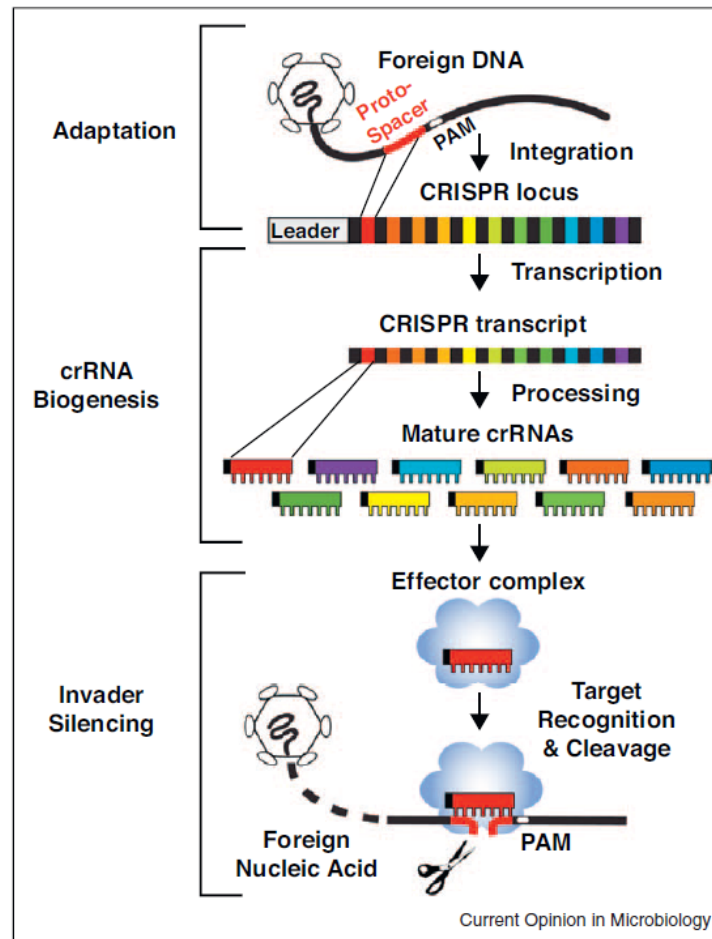 Foreign DNA
Proto-
Spacer
PAM
Adaptation
Integration
CRISPR locus
Leader
Transcription
CRISPR transcript
crRNA
Biogenesis
Processing
Mature crRNAs
Effector complex
Invader
Silencing
Target
Recognition
& Cleavage
Foreign
Nucleic Acid
PAM
Current Opinion in Microbiology